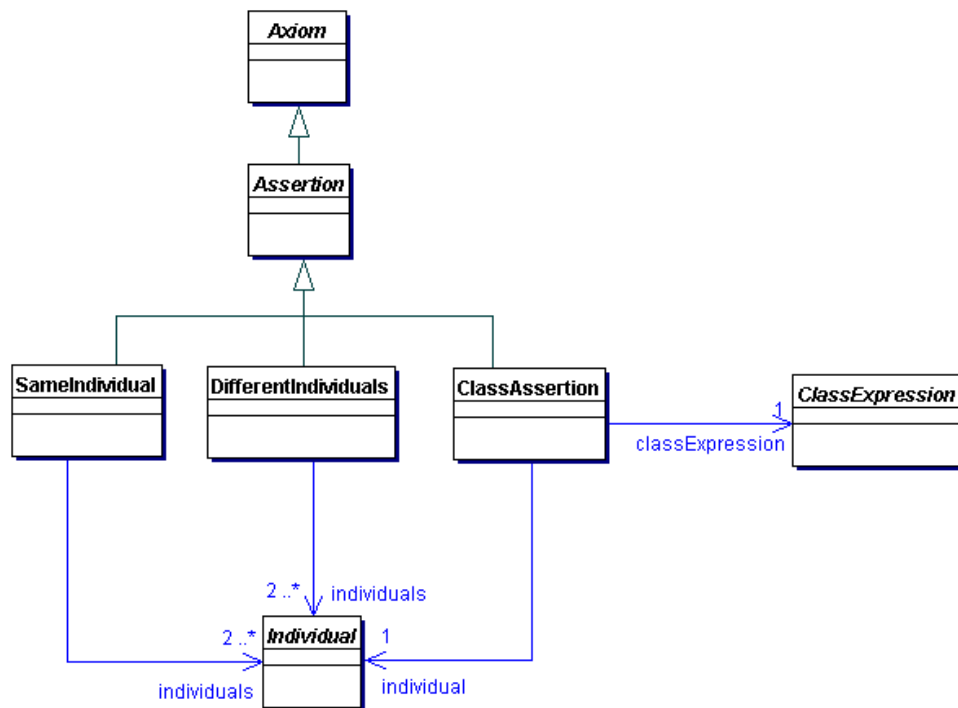 Axiom
Assertion
SameIndividual
DifferentIndividuals
ClassAssertion
ClassExpression
1
classExpression
2 ..*
individuals
2 ..*
Individual
1
individuals
individual